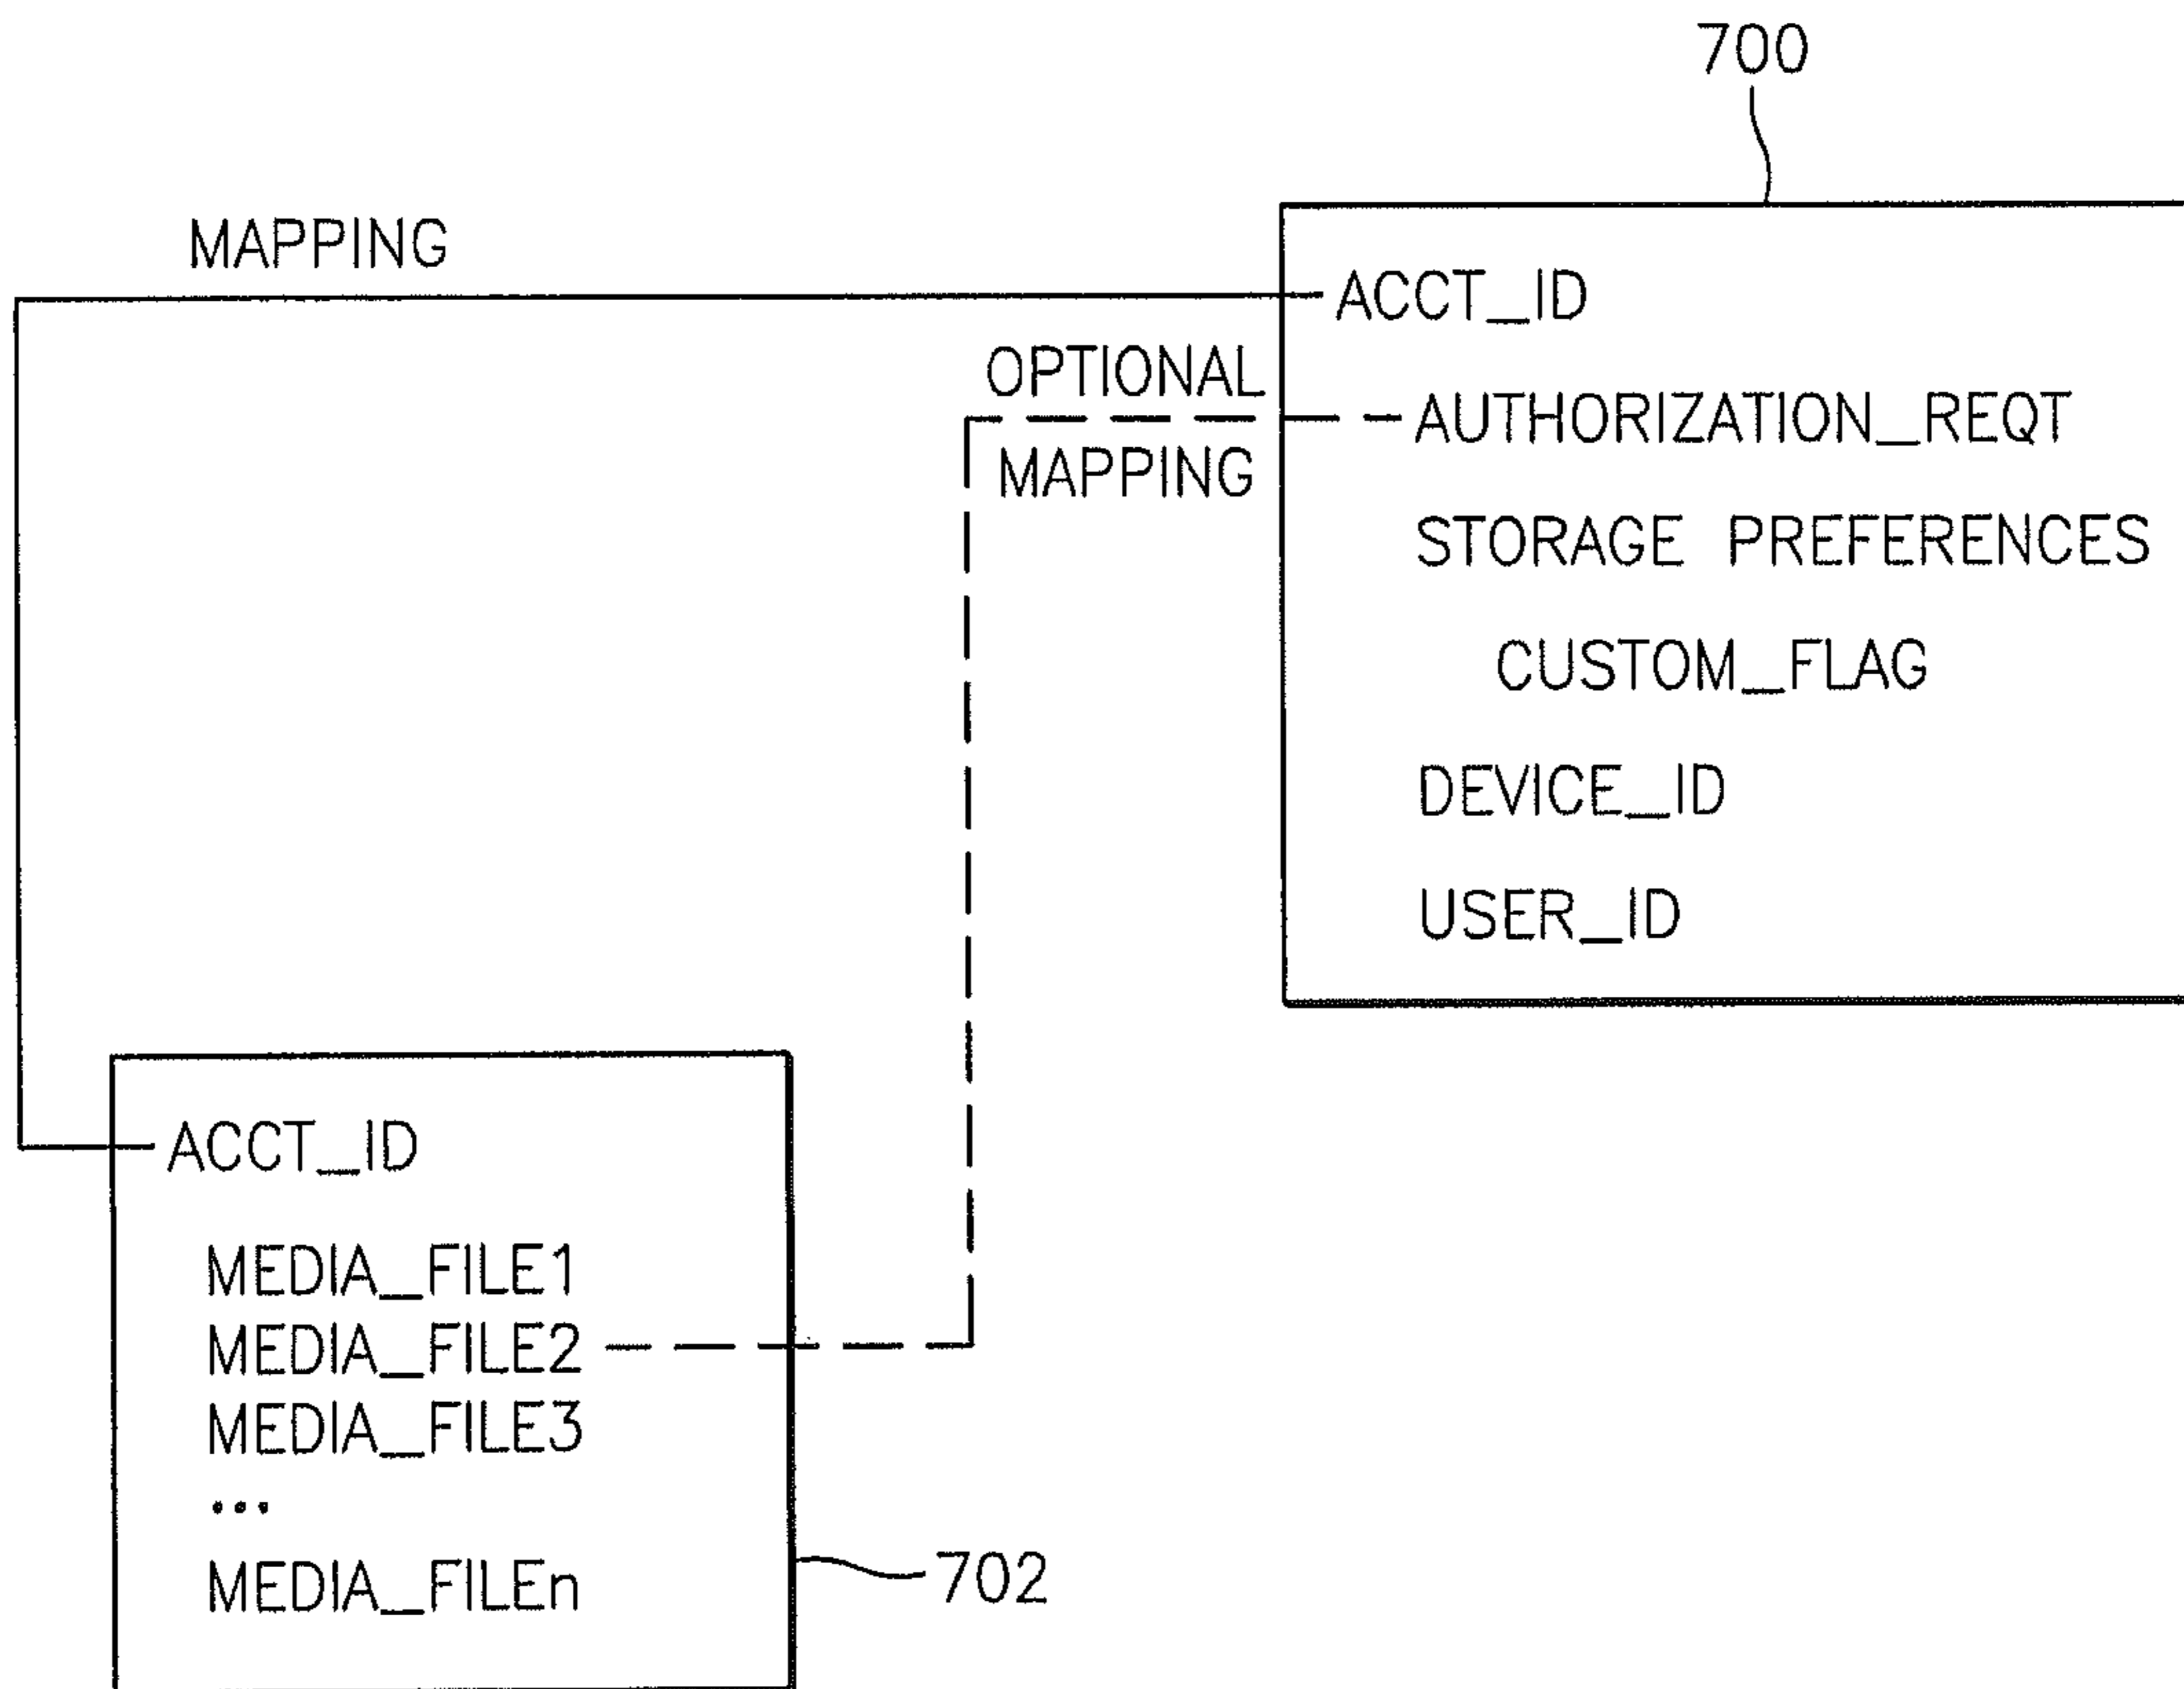 700
MAPPING
ACCT_ID
OPTIONAL
MAPPING
AUTHORIZATION_REQT
STORAGE PREFERENCES
CUSTOM_FLAG
DEVICE_ID
USER_ID
ACCT_ID
MEDIA_FILE1
MEDIA_FILE2
MEDIA_FILE3
...
MEDIA_FILEn
702